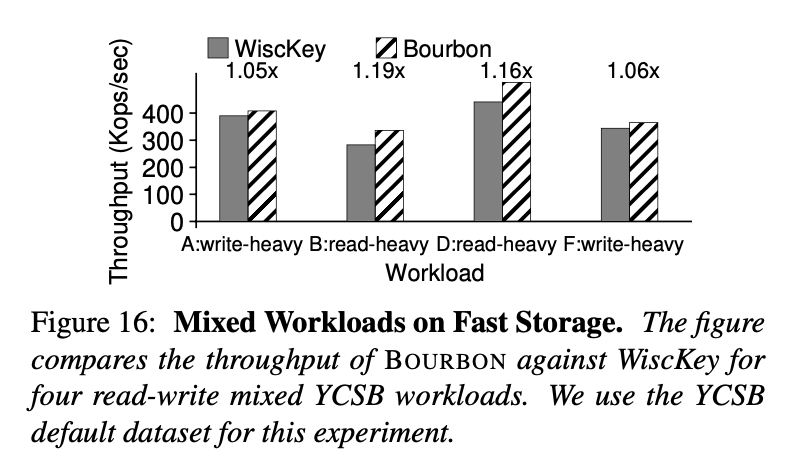 WiscKey Bourbon
1.05x 1.19x 1.16x 1.06x
Throughput (Kops/sec)
400
300
200
100
0
A:write-heavy B:read-heavy D:read-heavy F:write-heavy
Workload
Figure 16: Mixed Workloads on Fast Storage. The figure
compares the throughput of BOURBON against WiscKey for
four read-write mixed YCSB workloads. We use the YCSB
default dataset for this experiment.